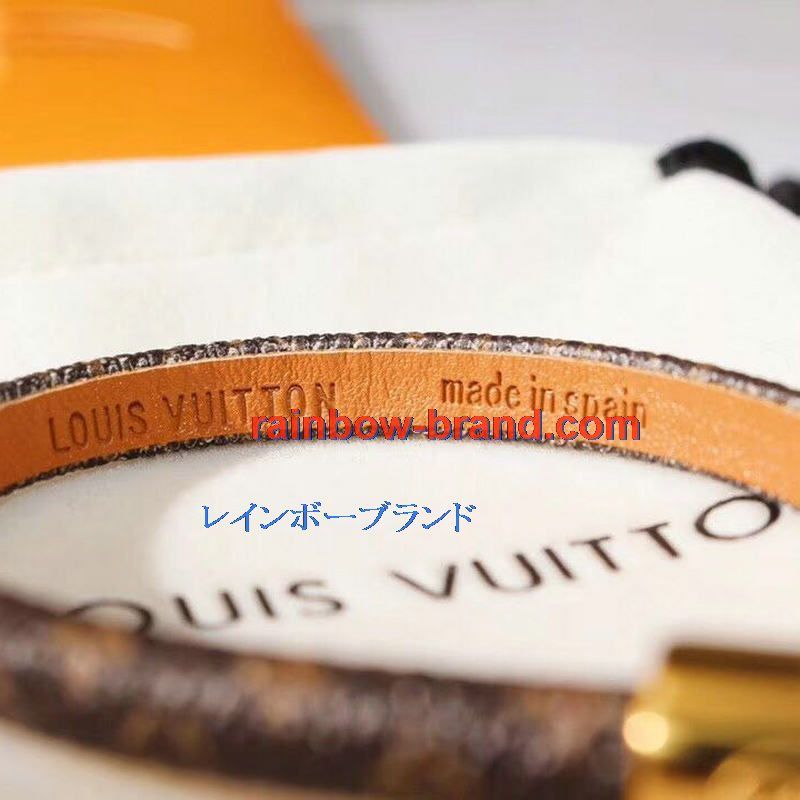 LOUIS VUITTON made in spain
rainbow-brand.com
レインボーブランド
OUIS VUITTO